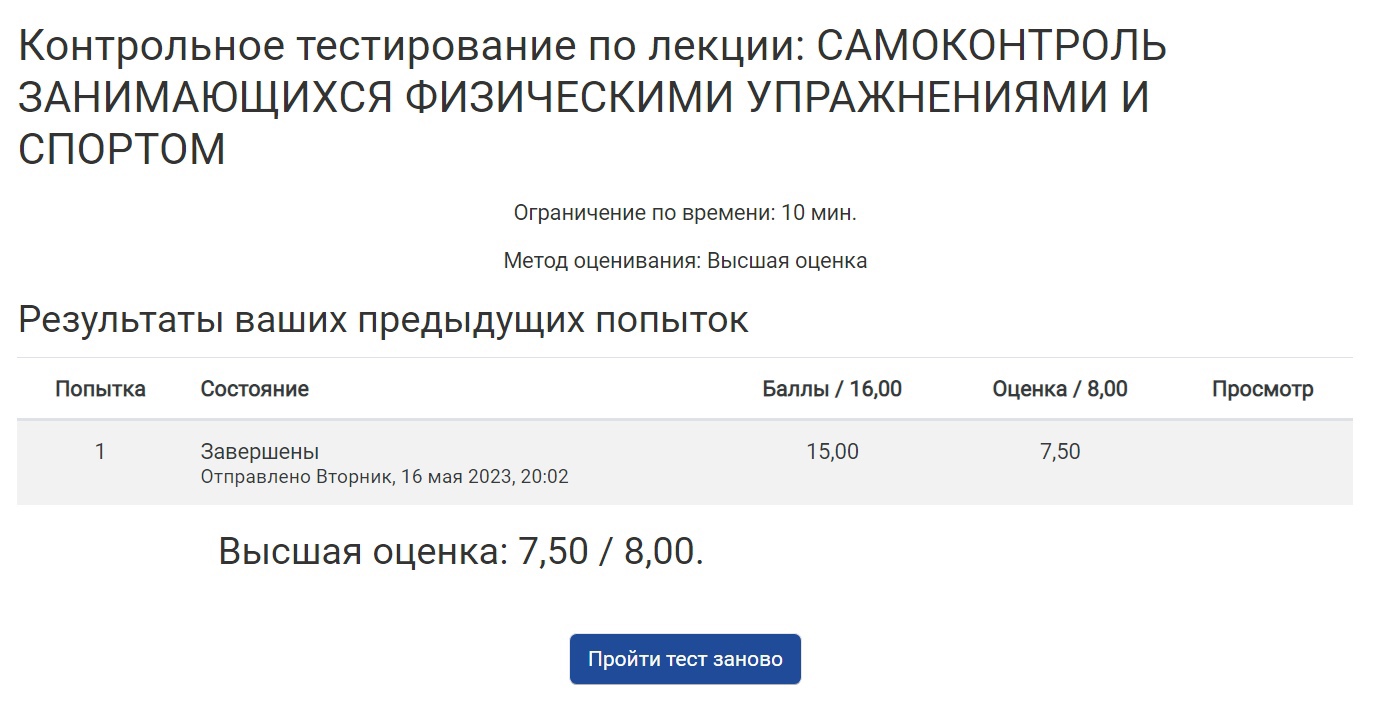 Контрольное тестирование по лекции: САМОКОНТРОЛЬ
ЗАНИМАЮЩИХСЯ ФИЗИЧЕСКИМИ УПРАЖНЕНИЯМИ И
СПОРТОМ
Ограничение по времени: 10 мин.
Метод оценивания: Высшая оценка
Результаты ваших предыдущих попыток
Попытка Состояние Баллы / 16,00 Оценка / 8,00 Просмотр
1 Завершены 15,00 7,50
Отправлено Вторник, 16 мая 2023, 20:02
Высшая оценка: 7,50 / 8,00.
Пройти тест заново